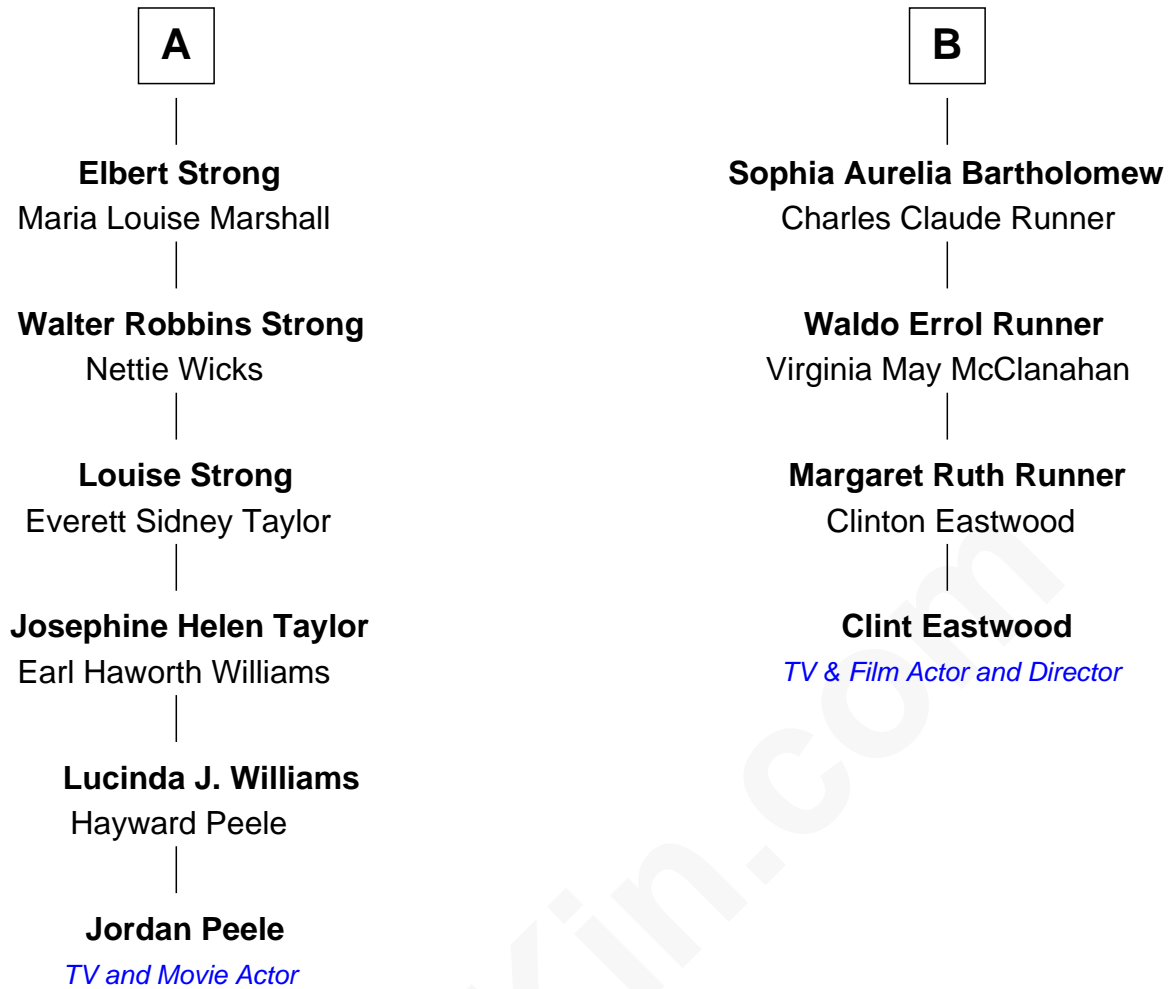 A
Elbert Strong
Maria Louise Marshall
Walter Robbins Strong
Nettie Wicks
Louise Strong
Everett Sidney Taylor
Josephine Helen Taylor
Earl Haworth Williams
Lucinda J. Williams
Hayward Peele
Jordan Peele
TV and Movie Actor
B
Sophia Aurelia Bartholomew
Charles Claude Runner
Waldo Errol Runner
Virginia May McClanahan
Margaret Ruth Runner
Clinton Eastwood
Clint Eastwood
TV & Film Actor and Director
Kin.com